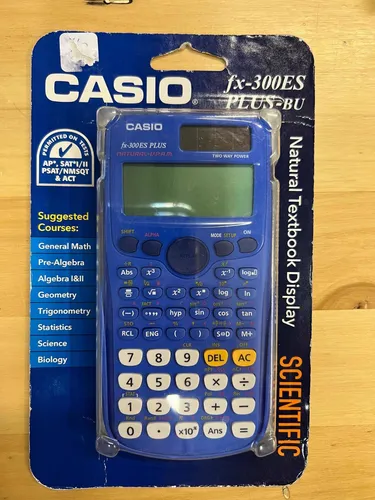 CASIO®
fx-300ES
PLUS-BU
PERMITTED ON TESTS
AP*, SAT*I/II
PSAT/NMSQT
& ACT
Suggested
Courses:
General Math
Pre-Algebra
Algebra I&II
Geometry
Trigonometry
Statistics
Science
Biology
Natural Textbook Display
SCIENTIFIC
CASIO
fx-300ES PLUS
TWO WAY POWER
SHIFT ALPHA MODE SETUP ON
Abs x³ x⁻¹ log
x² log ln
(−) hyp sin cos tan
RCL ENG ( ) S⇔D M+
7 8 9 DEL AC
4 5 6 × ÷
1 2 3 + −
0 • ×10ˣ Ans =